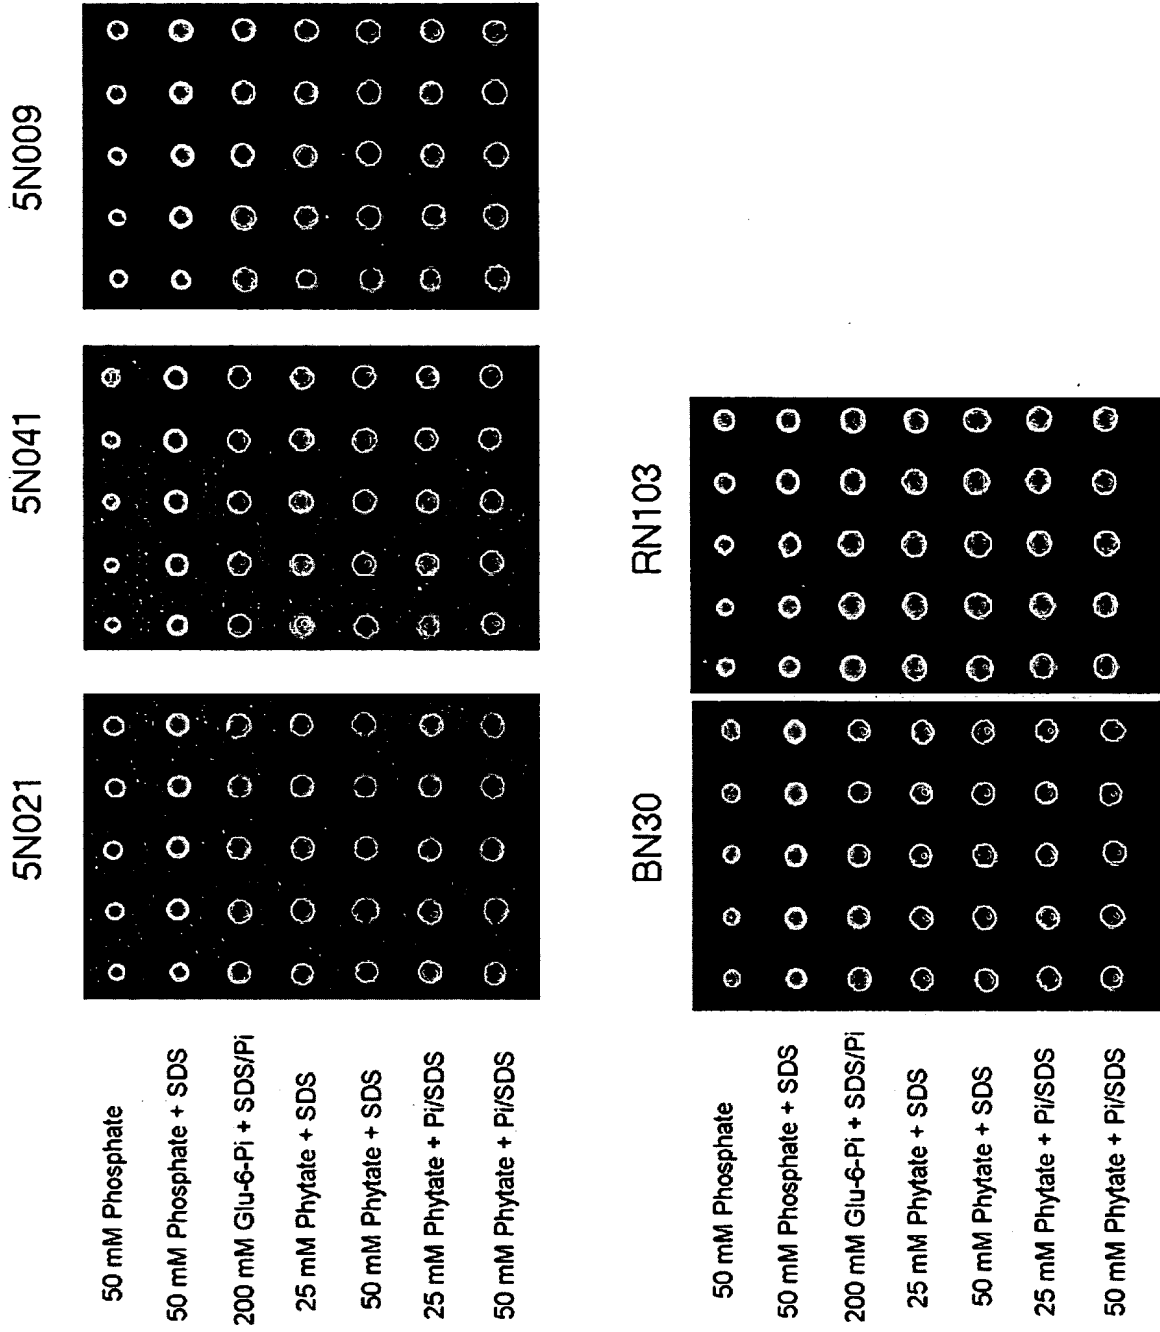 5N009
5N041
5N021
50 mM Phosphate
50 mM Phosphate + SDS
200 mM Glu-6-Pi + SDS/Pi
25 mM Phytate + SDS
50 mM Phytate + SDS
25 mM Phytate + Pi/SDS
50 mM Phytate + Pi/SDS
RN103
BN30
50 mM Phosphate
50 mM Phosphate + SDS
200 mM Glu-6-Pi + SDS/Pi
25 mM Phytate + SDS
50 mM Phytate + SDS
25 mM Phytate + Pi/SDS
50 mM Phytate + Pi/SDS